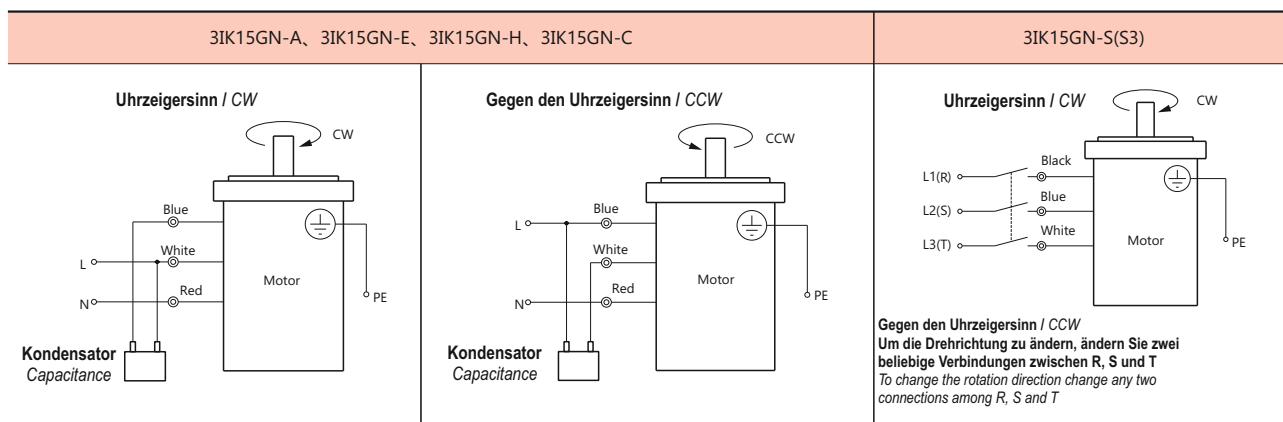 3IK15GN-A、3IK15GN-E、3IK15GN-H、3IK15GN-C
3IK15GN-S(S3)
Uhrzeigersinn / CW
CW
Blue
White
L
Red
N
Motor
PE
Kondensator
Capacitance
Gegen den Uhrzeigersinn / CCW
CCW
L
Blue
White
Red
N
Motor
PE
Kondensator
Capacitance
Uhrzeigersinn / CW
CW
Black
L1(R)
Blue
L2(S)
White
L3(T)
Motor
PE
Gegen den Uhrzeigersinn / CCW
Um die Drehrichtung zu ändern, ändern Sie zwei
beliebige Verbindungen zwischen R, S und T
To change the rotation direction change any two
connections among R, S and T